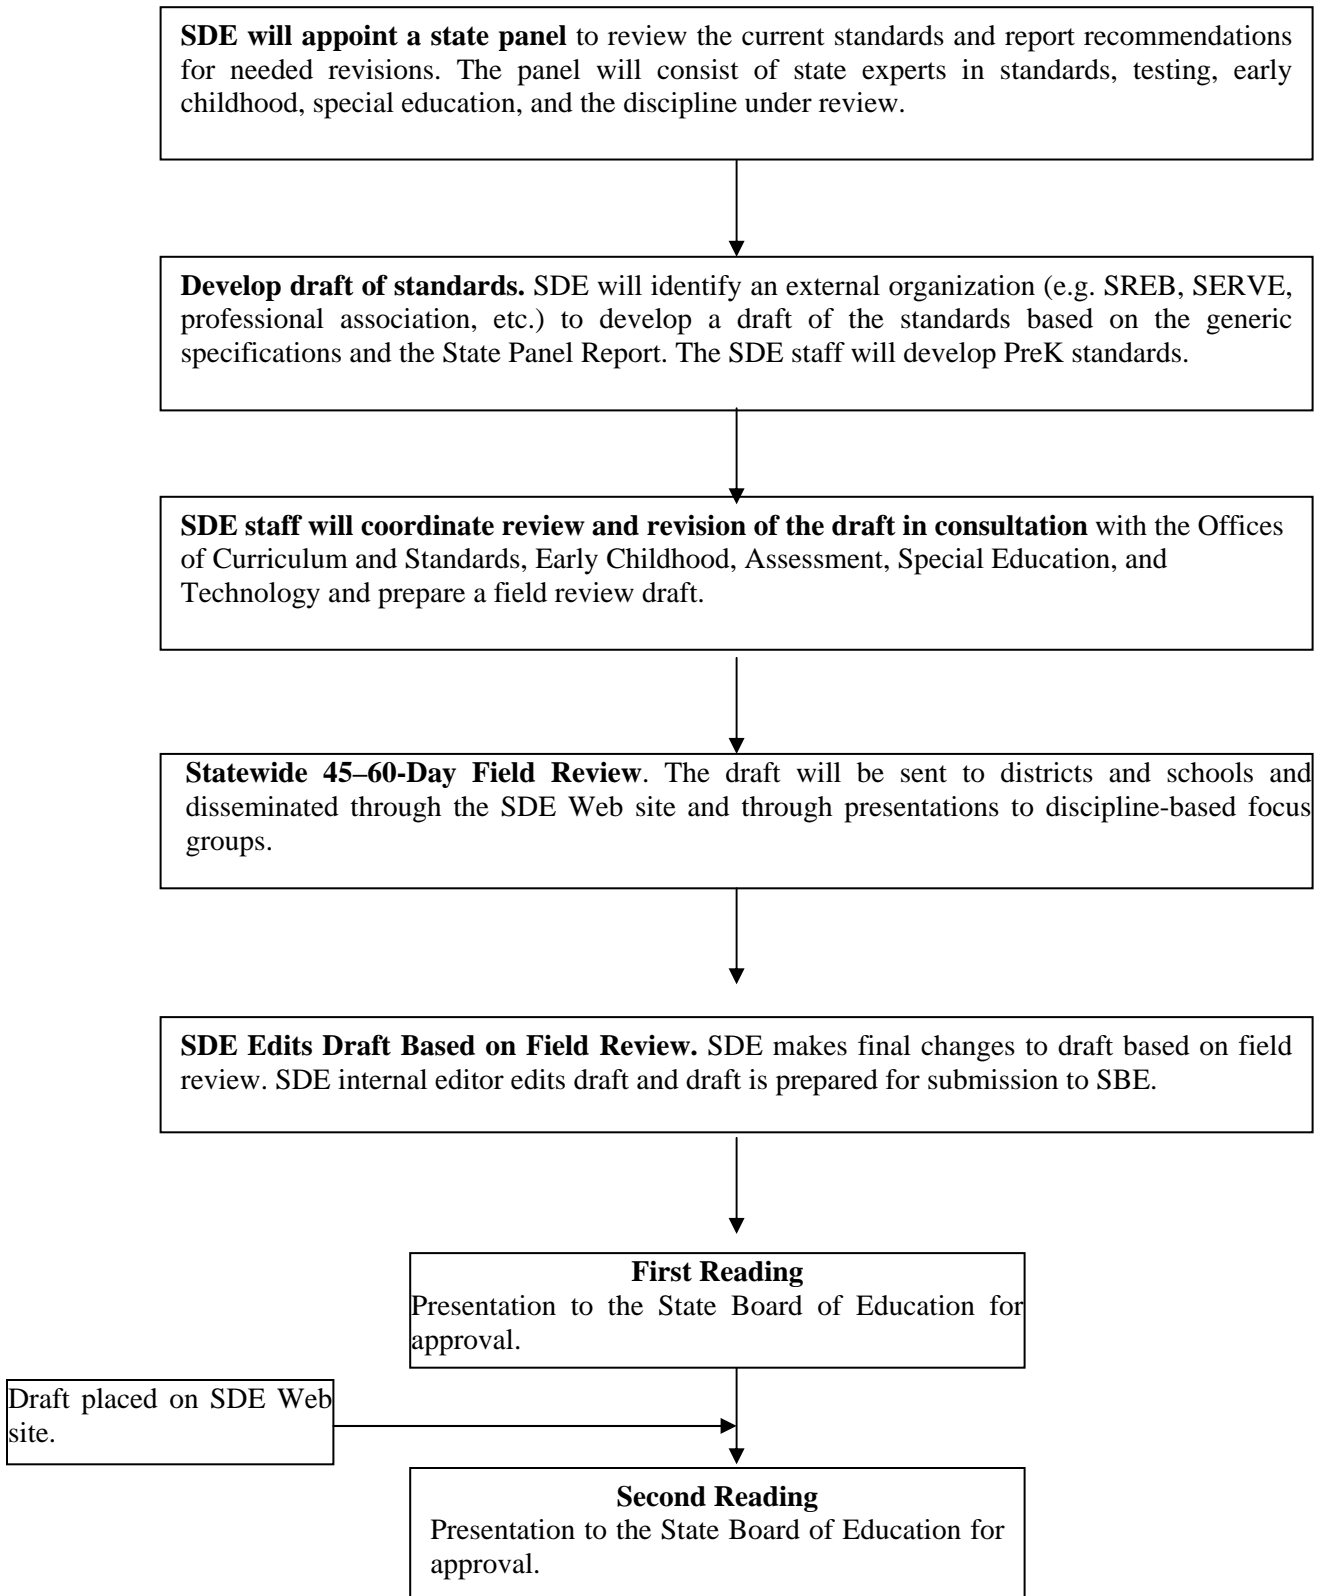 SDE will appoint a state panel to review the current standards and report recommendations
for needed revisions. The panel will consist of state experts in standards, testing, early
childhood, special education, and the discipline under review.
Develop draft of standards. SDE will identify an external organization (e.g. SREB, SERVE,
professional association, etc.) to develop a draft of the standards based on the generic
specifications and the State Panel Report. The SDE staff will develop PreK standards.
SDE staff will coordinate review and revision of the draft in consultation with the Offices
of Curriculum and Standards, Early Childhood, Assessment, Special Education, and
Technology and prepare a field review draft.
Statewide 45–60-Day Field Review. The draft will be sent to districts and schools and
disseminated through the SDE Web site and through presentations to discipline-based focus
groups.
SDE Edits Draft Based on Field Review. SDE makes final changes to draft based on field
review. SDE internal editor edits draft and draft is prepared for submission to SBE.
First Reading
Presentation to the State Board of Education for
approval.
Draft placed on SDE Web
site.
Second Reading
Presentation to the State Board of Education for
approval.